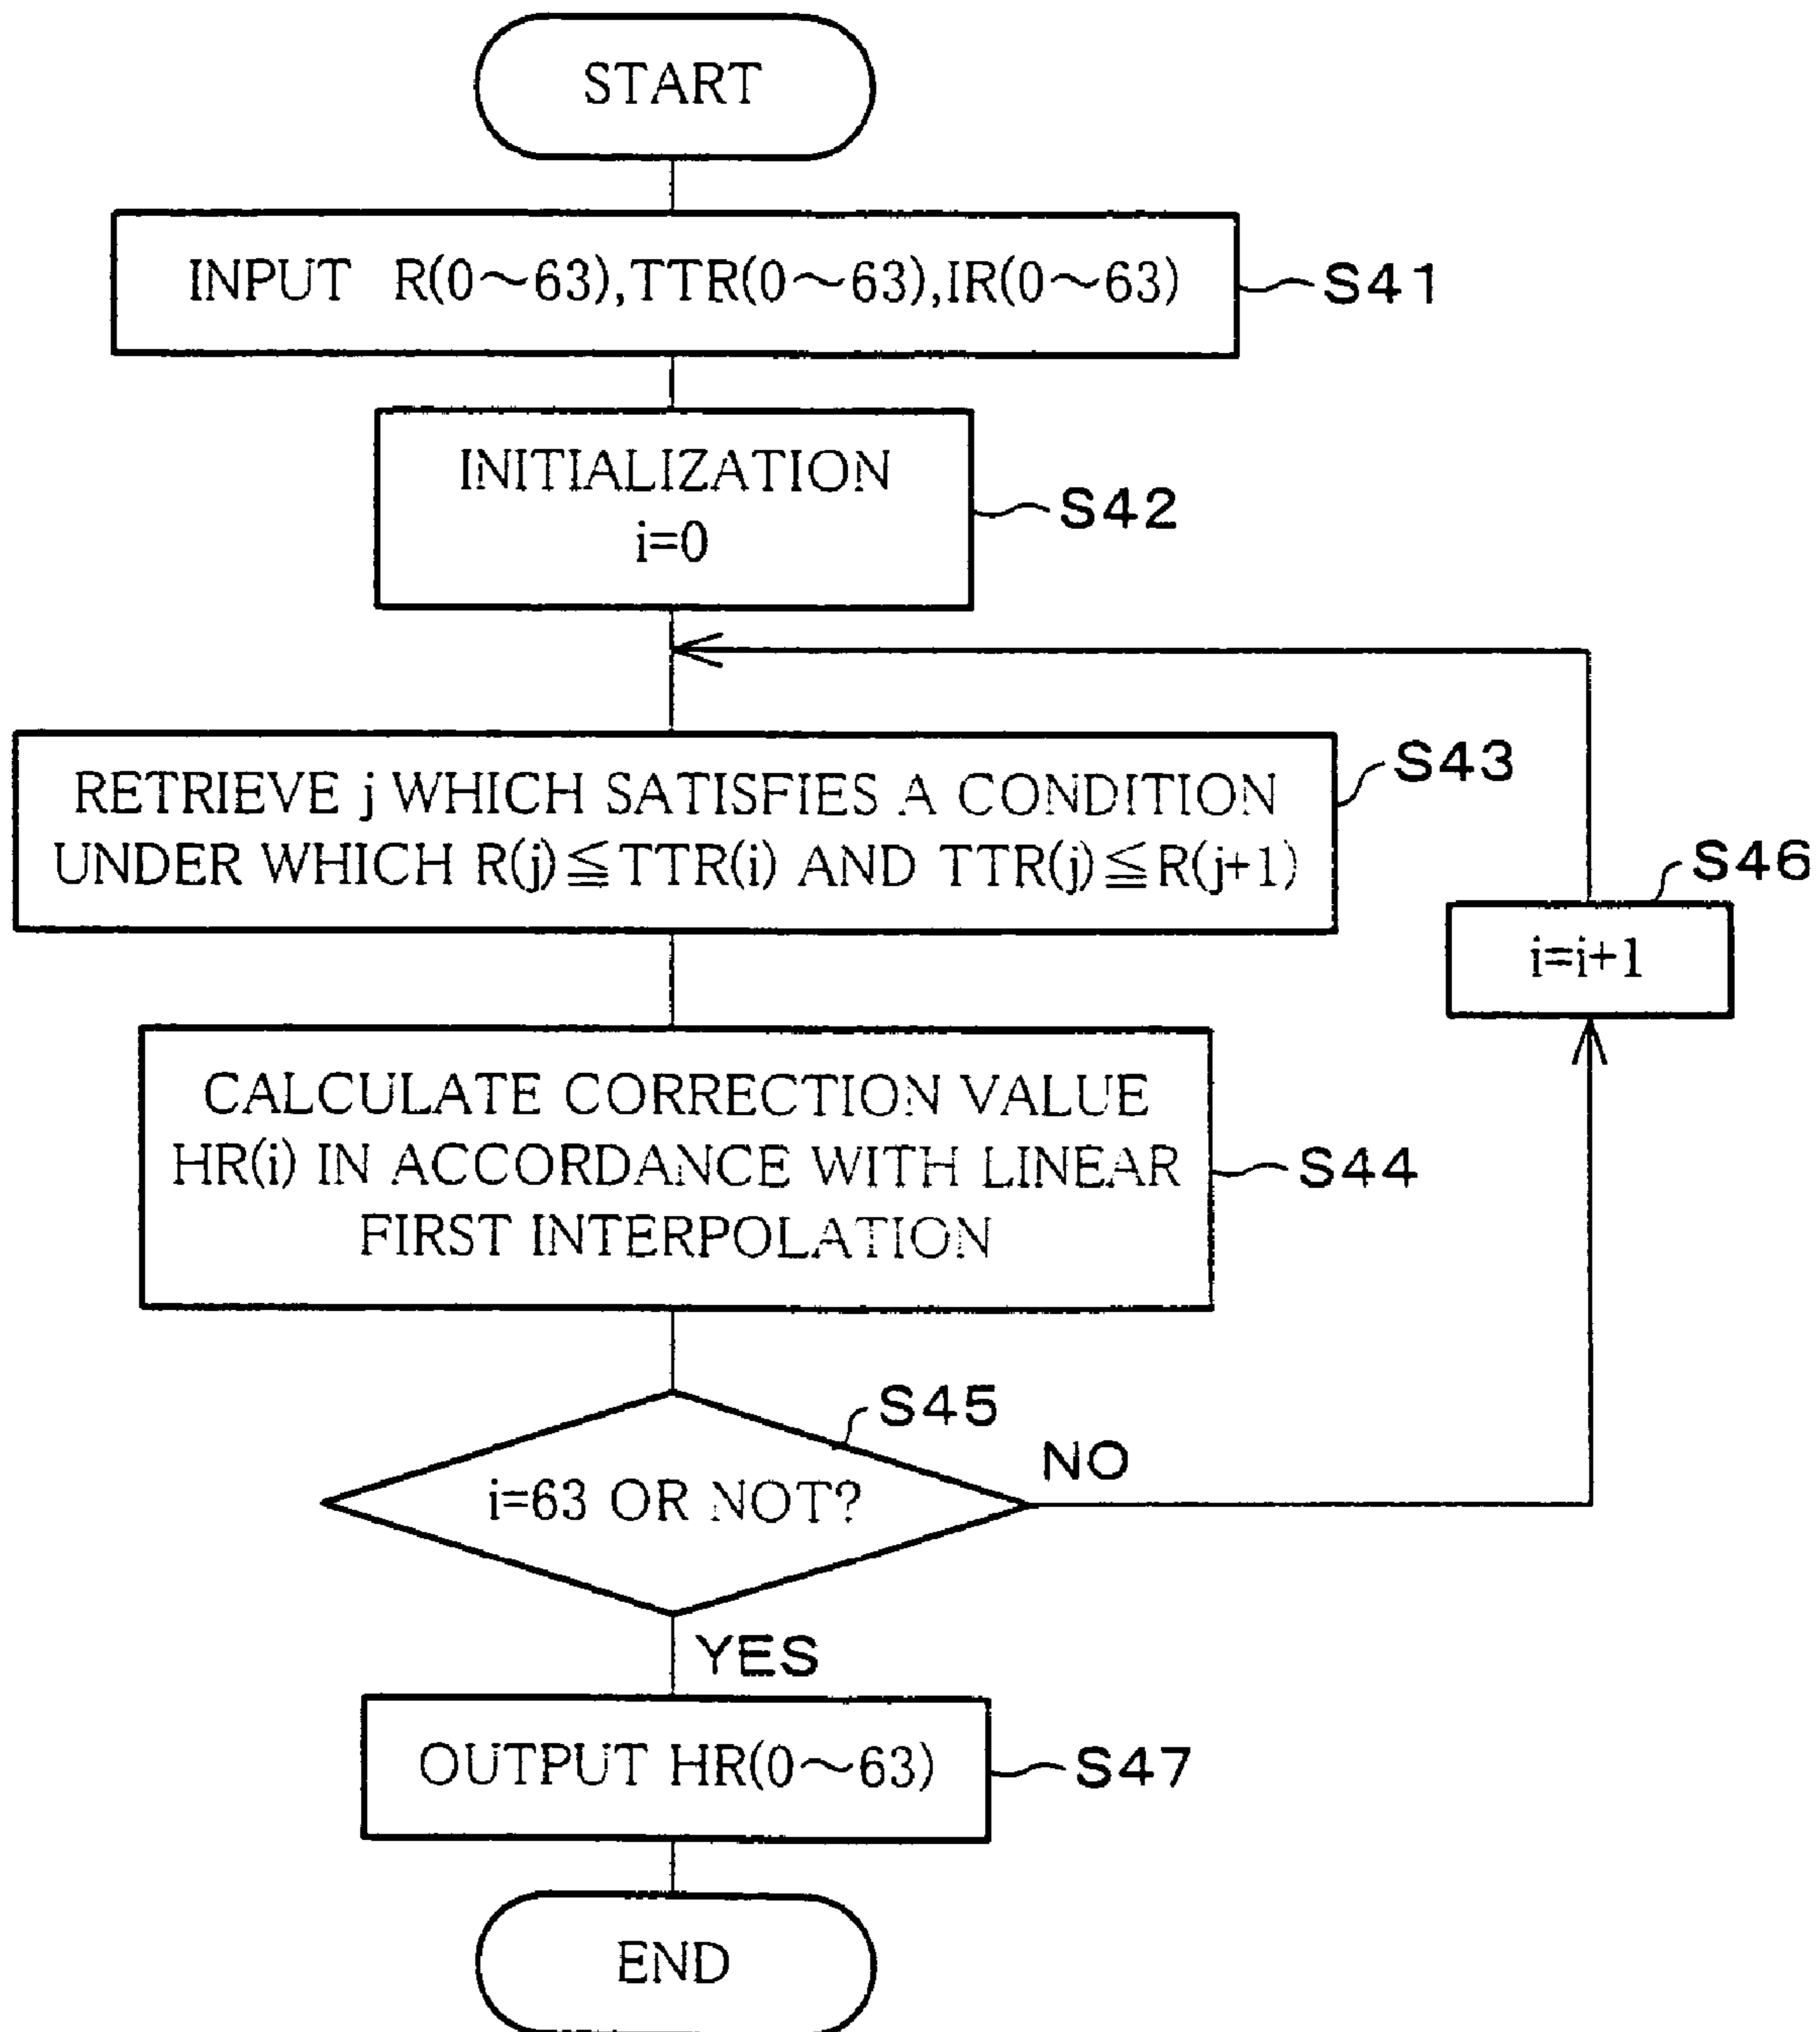 START
INPUT R(0～63),TTR(0～63),IR(0～63)
S41
INITIALIZATION
i=0
S42
RETRIEVE j WHICH SATISFIES A CONDITION
UNDER WHICH R(j)≦TTR(i) AND TTR(j)≦R(j+1)
S43
S46
i=i+1
CALCULATE CORRECTION VALUE
HR(i) IN ACCORDANCE WITH LINEAR
FIRST INTERPOLATION
S44
S45
i=63 OR NOT?
NO
YES
OUTPUT HR(0～63)
S47
END